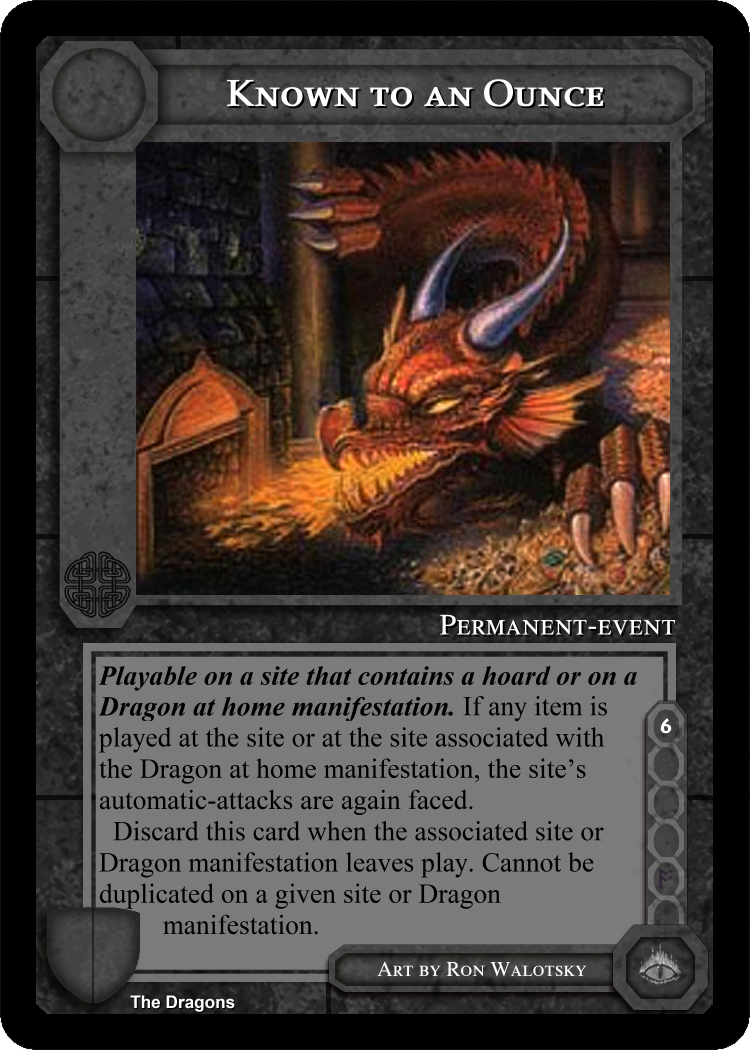 Known to an Ounce
Permanent-event
Playable on a site that contains a hoard or on a
Dragon at home manifestation. If any item is
played at the site or at the site associated with
the Dragon at home manifestation, the site's
automatic-attacks are again faced.
Discard this card when the associated site or
Dragon manifestation leaves play. Cannot be
duplicated on a given site or Dragon
manifestation.
6
Art by Ron Walotsky
The Dragons